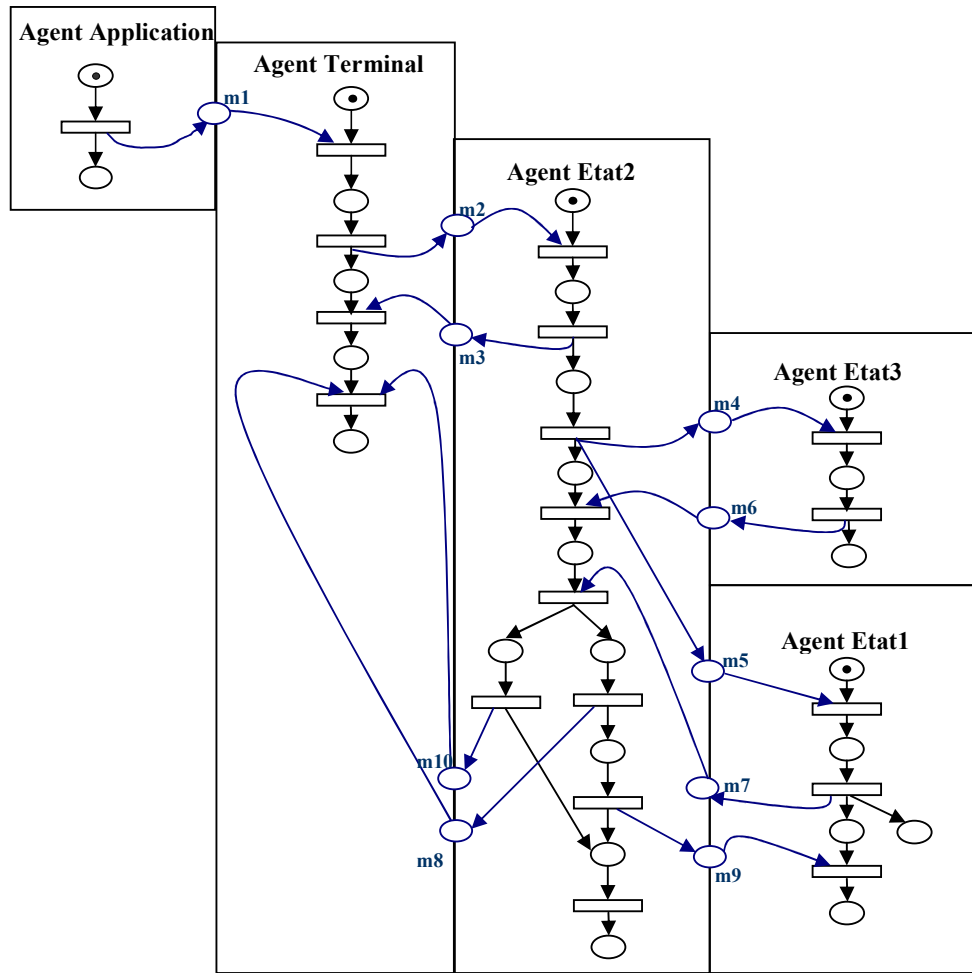 Agent Application
Agent Terminal
m1
Agent Etat2
m2
m3
Agent Etat3
m4
m6
Agent Etat1
m5
m10
m7
m8
m9